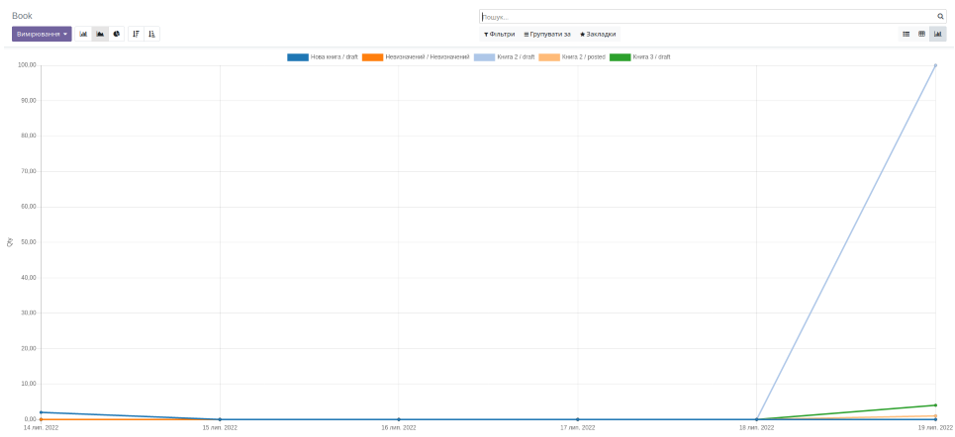 Book
Пошук...
Вимірювання
Фільтри Групувати за Закладки
Нова книга / draft Невизначений / Невизначений Книга 2 / draft Книга 2 / posted Книга 3 / draft
100,00
90,00
80,00
70,00
60,00
Qty
50,00
40,00
30,00
20,00
10,00
0,00
14 лип. 2022 15 лип. 2022 16 лип. 2022 17 лип. 2022 18 лип. 2022 19 лип. 2022